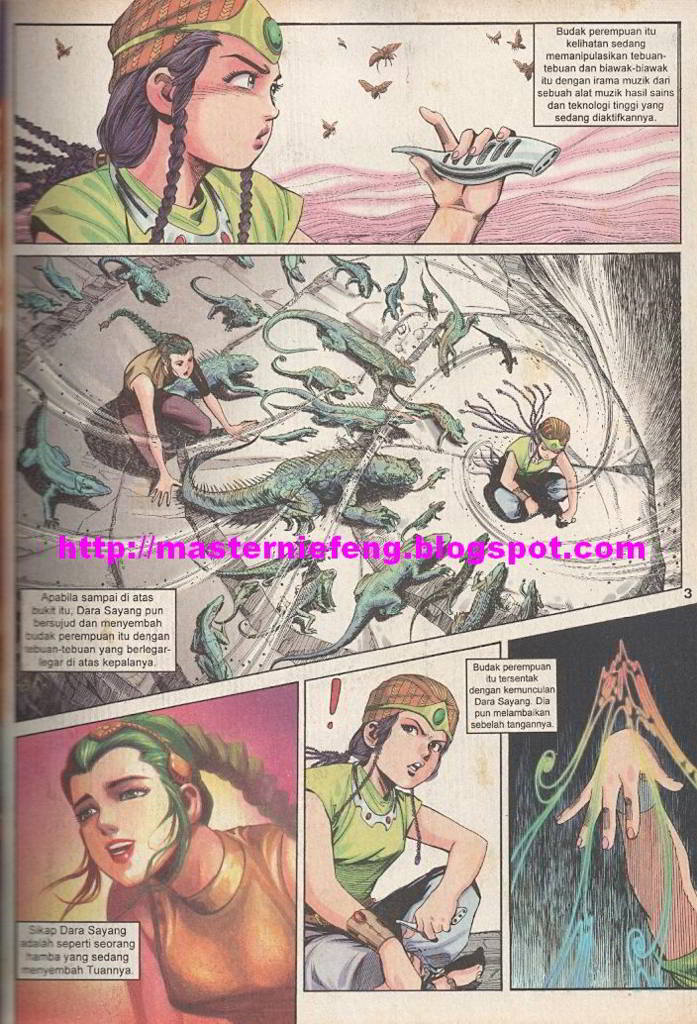 Budak perempuan itu
kelihatan sedang
memanipulasikan tebuan-
tebuan dan biawak-biawak
itu dengan irama muzik dari
sebuah alat muzik hasil sains
dan teknologi tinggi yang
sedang diaktifkannya.
http://masterniefeng.blogspot.com
3
Apabila sampai di atas
bukit itu, Dara Sayang pun
bersujud dan menyembah
budak perempuan itu dengan
tebuan-tebuan yang berlegar-
legar di atas kepalanya.
Budak perempuan
itu tersentak
dengan kemunculan
Dara Sayang. Dia
pun melambaikan
sebelah tangannya.
!
Sikap Dara Sayang
adalah seperti seorang
hamba yang sedang
menyembah Tuannya.